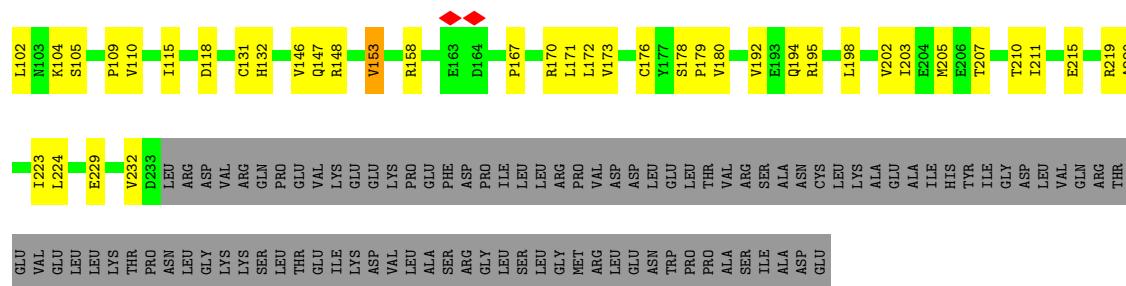 L102 N103 K104 S105 P109 V110 I115 D118 C131 H132 V146 Q147 R148 V153 R158 E163 D164 P167 R170 L171 L172 V173 C176 Y177 S178 P179 V180 V192 E193 Q194 R195 L198 V202 I203 E204 M205 E206 T207 T210 I211 E215 R219
I223 L224 E229 V232 D233 LEU ARG ASP VAL ARG GLN PRO GLU VAL LYS GLU GLU LYS PRO GLU PHE ASP PRO ILE LEU LEU ARG PRO VAL ASP ASP LEU GLU LEU THR VAL ARG SER ALA ASN CYS LEU LYS ALA GLU ALA ILE HIS TYR ILE GLY ASP LEU VAL GLN ARG THR
GLU VAL GLU LEU LEU LYS THR PRO ASN LEU GLY LYS LYS SER LEU THR GLU ILE LYS ASP VAL LEU ALA SER ARG GLY LEU SER LEU GLY MET ARG LEU GLU ASN TRP PRO PRO ALA SER ILE ALA ASP GLU